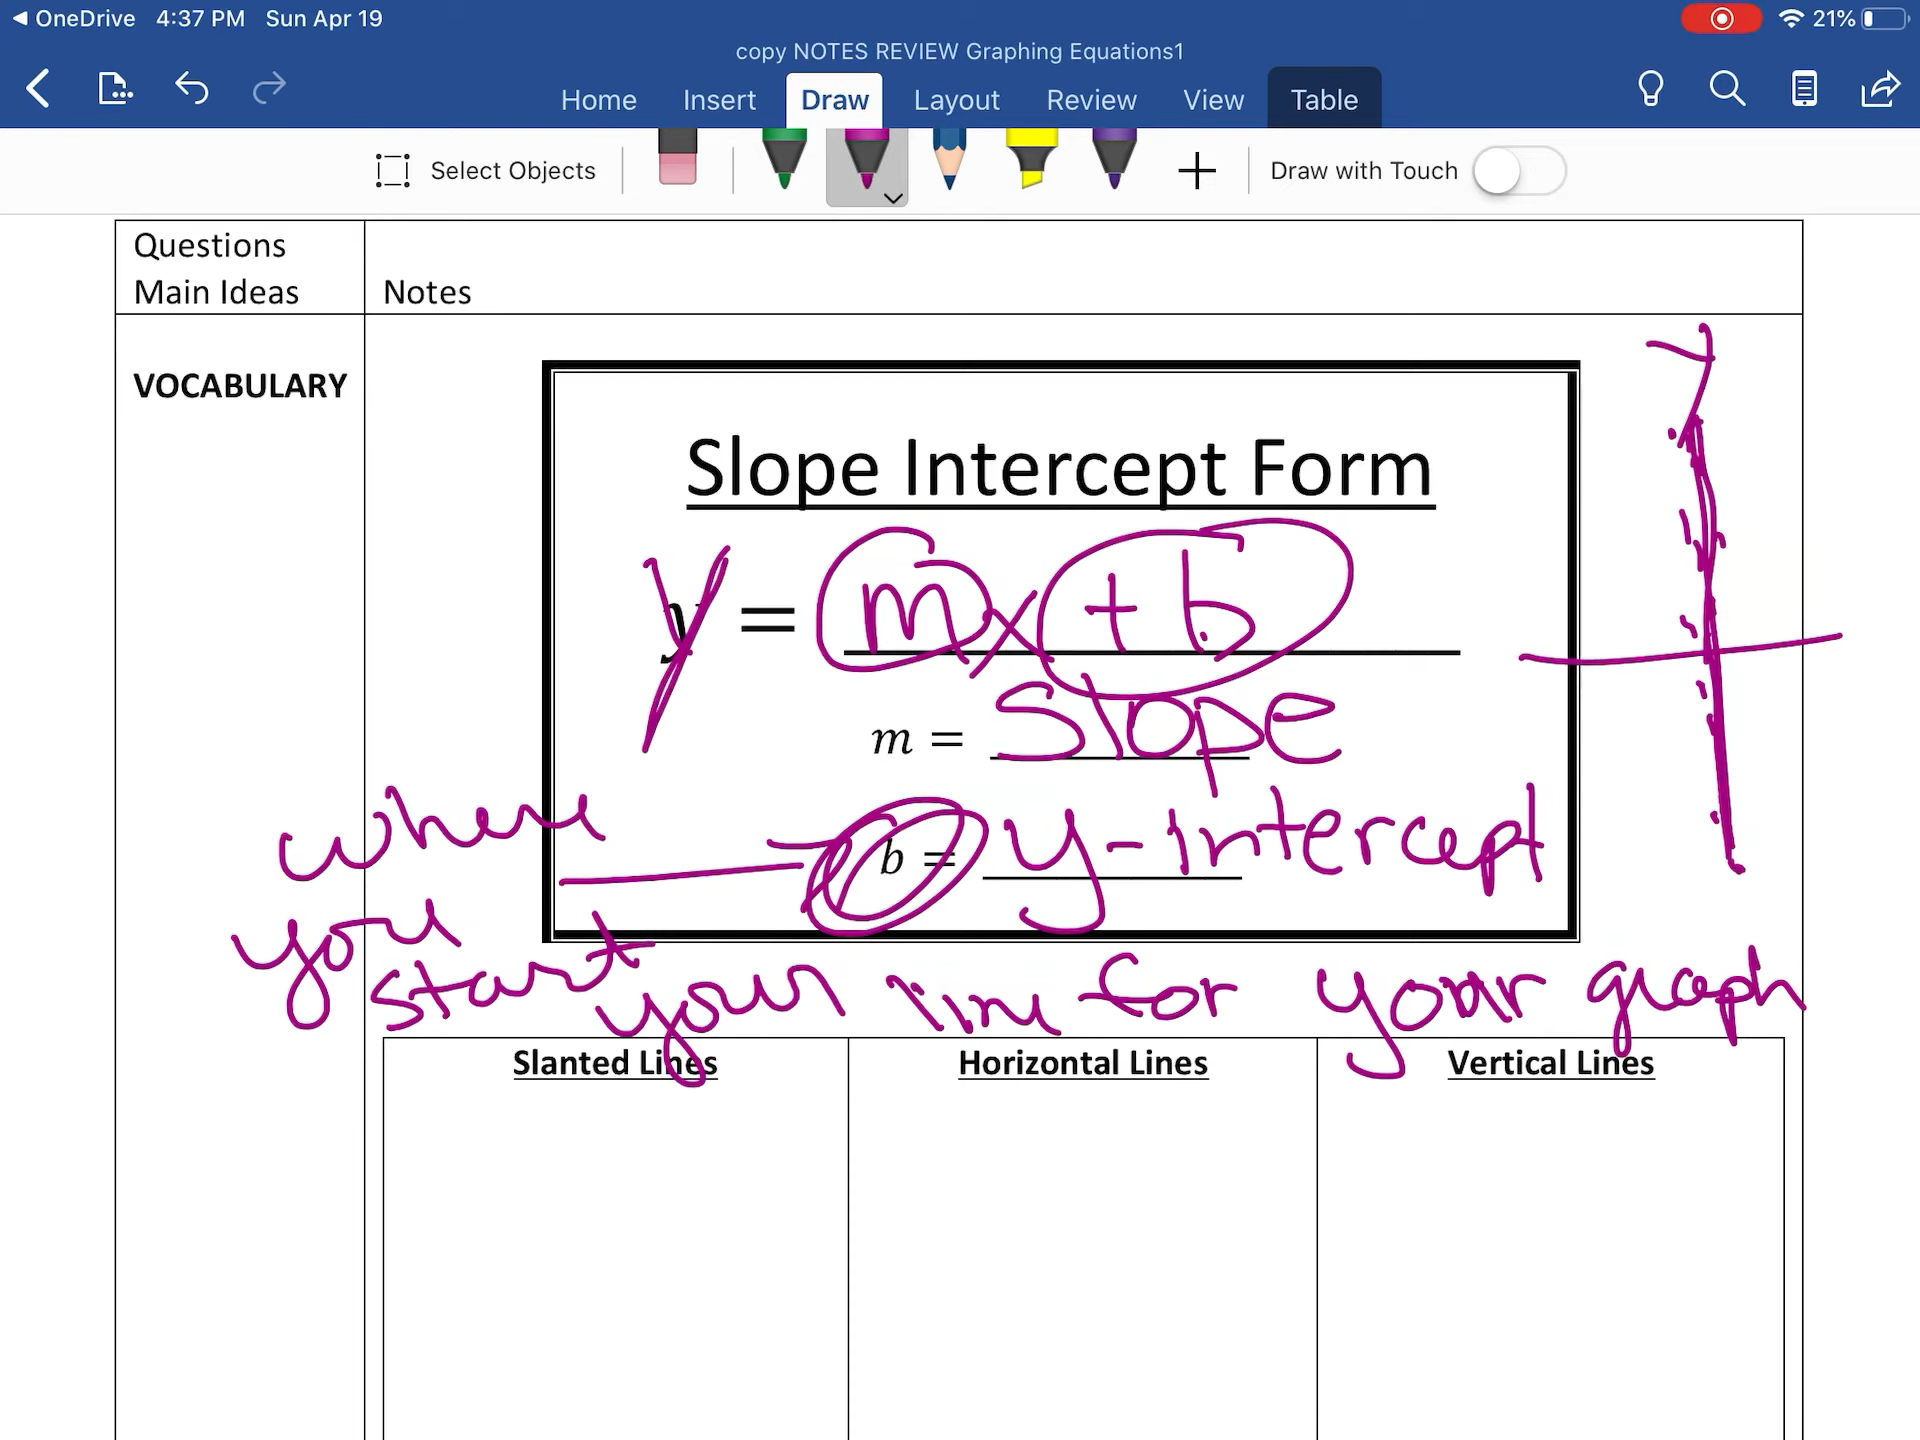 OneDrive 4:37 PM Sun Apr 19 21%
copy NOTES REVIEW Graphing Equations1
Home Insert Draw Layout Review View Table
Select Objects Draw with Touch
Questions
Main Ideas Notes
VOCABULARY
y
Slope Intercept Form
y = mx + b
m = Slope
b = y-intercept
where
you start your line for your graph
Slanted Lines Horizontal Lines Vertical Lines